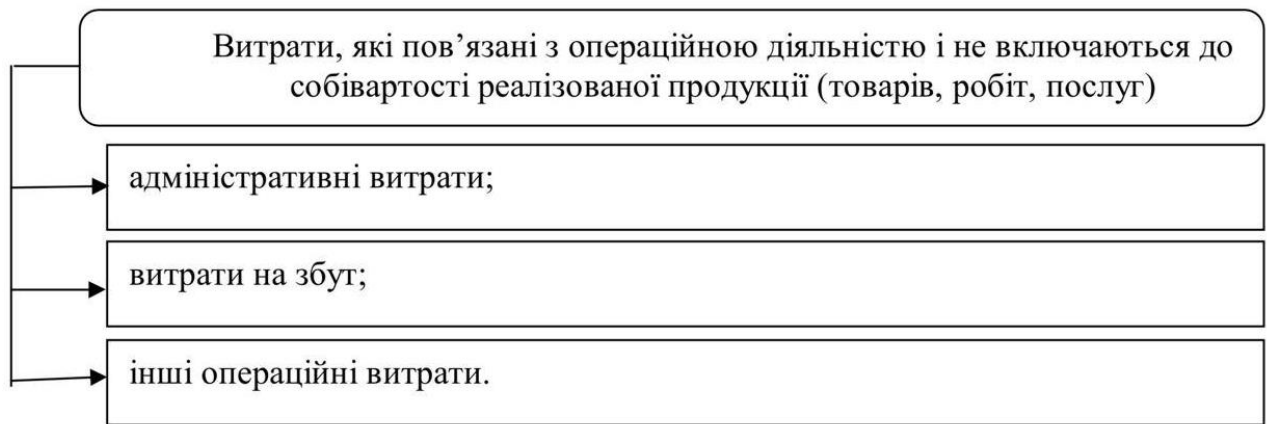 Витрати, які пов’язані з операційною діяльністю і не включаються до
собівартості реалізованої продукції (товарів, робіт, послуг)
адміністративні витрати;
витрати на збут;
інші операційні витрати.